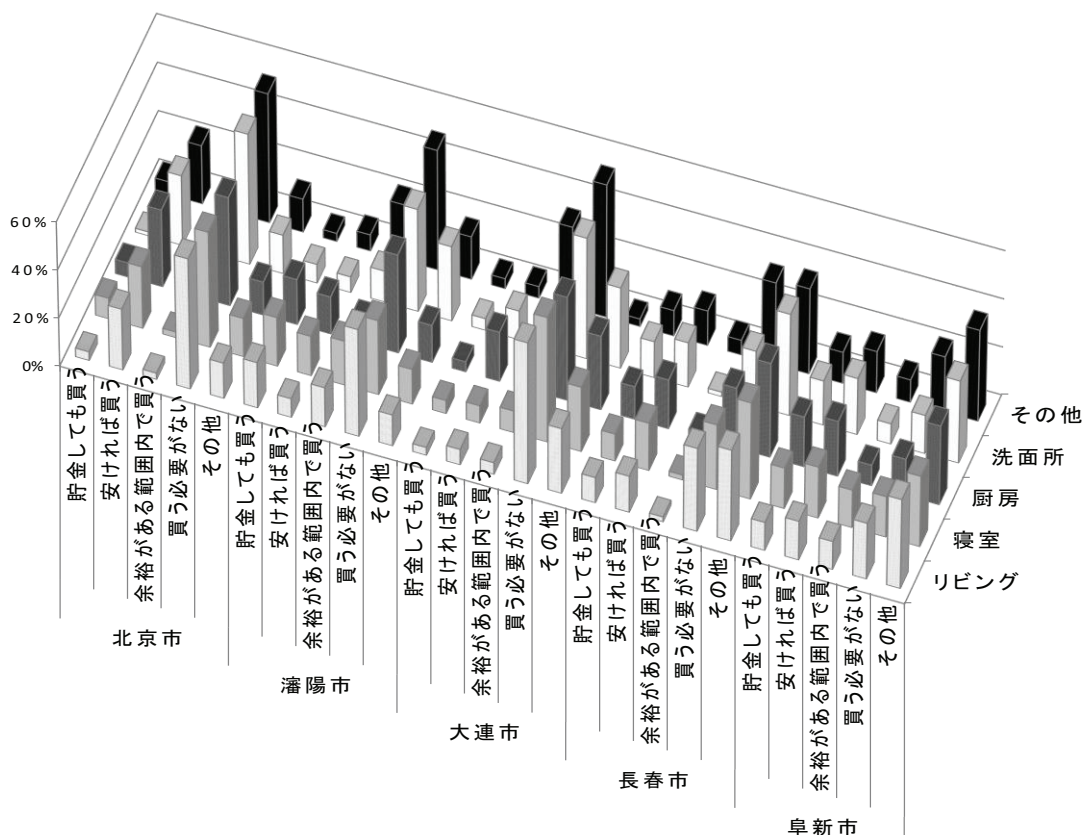 60%
40%
20%
0%
貯金しても買う
安ければ買う
余裕がある範囲内で買う
買う必要がない
その他
貯金しても買う
安ければ買う
余裕がある範囲内で買う
買う必要がない
その他
貯金しても買う
安ければ買う
余裕がある範囲内で買う
買う必要がない
その他
貯金しても買う
安ければ買う
余裕がある範囲内で買う
買う必要がない
その他
貯金しても買う
安ければ買う
余裕がある範囲内で買う
買う必要がない
その他
北京市
瀋陽市
大連市
長春市
阜新市
その他
洗面所
厨房
寝室
リビング